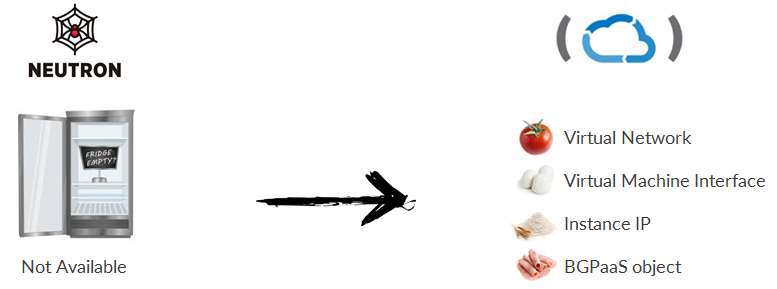 NEUTRON
FRIDGE
EMPTY?
Not Available
Virtual Network
Virtual Machine Interface
Instance IP
BGPaaS object